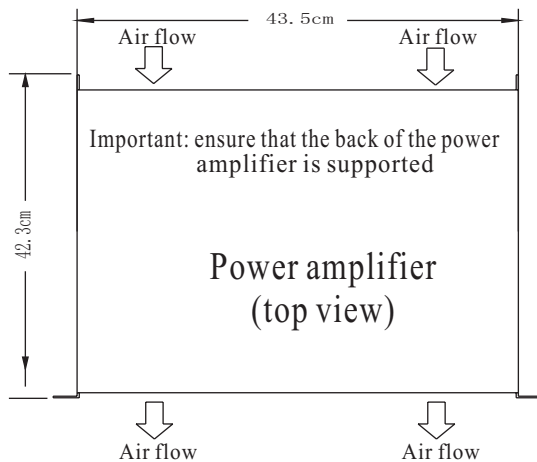 43.5cm
Air flow Air flow
Important: ensure that the back of the power
amplifier is supported
42.3cm
Power amplifier
(top view)
Air flow Air flow